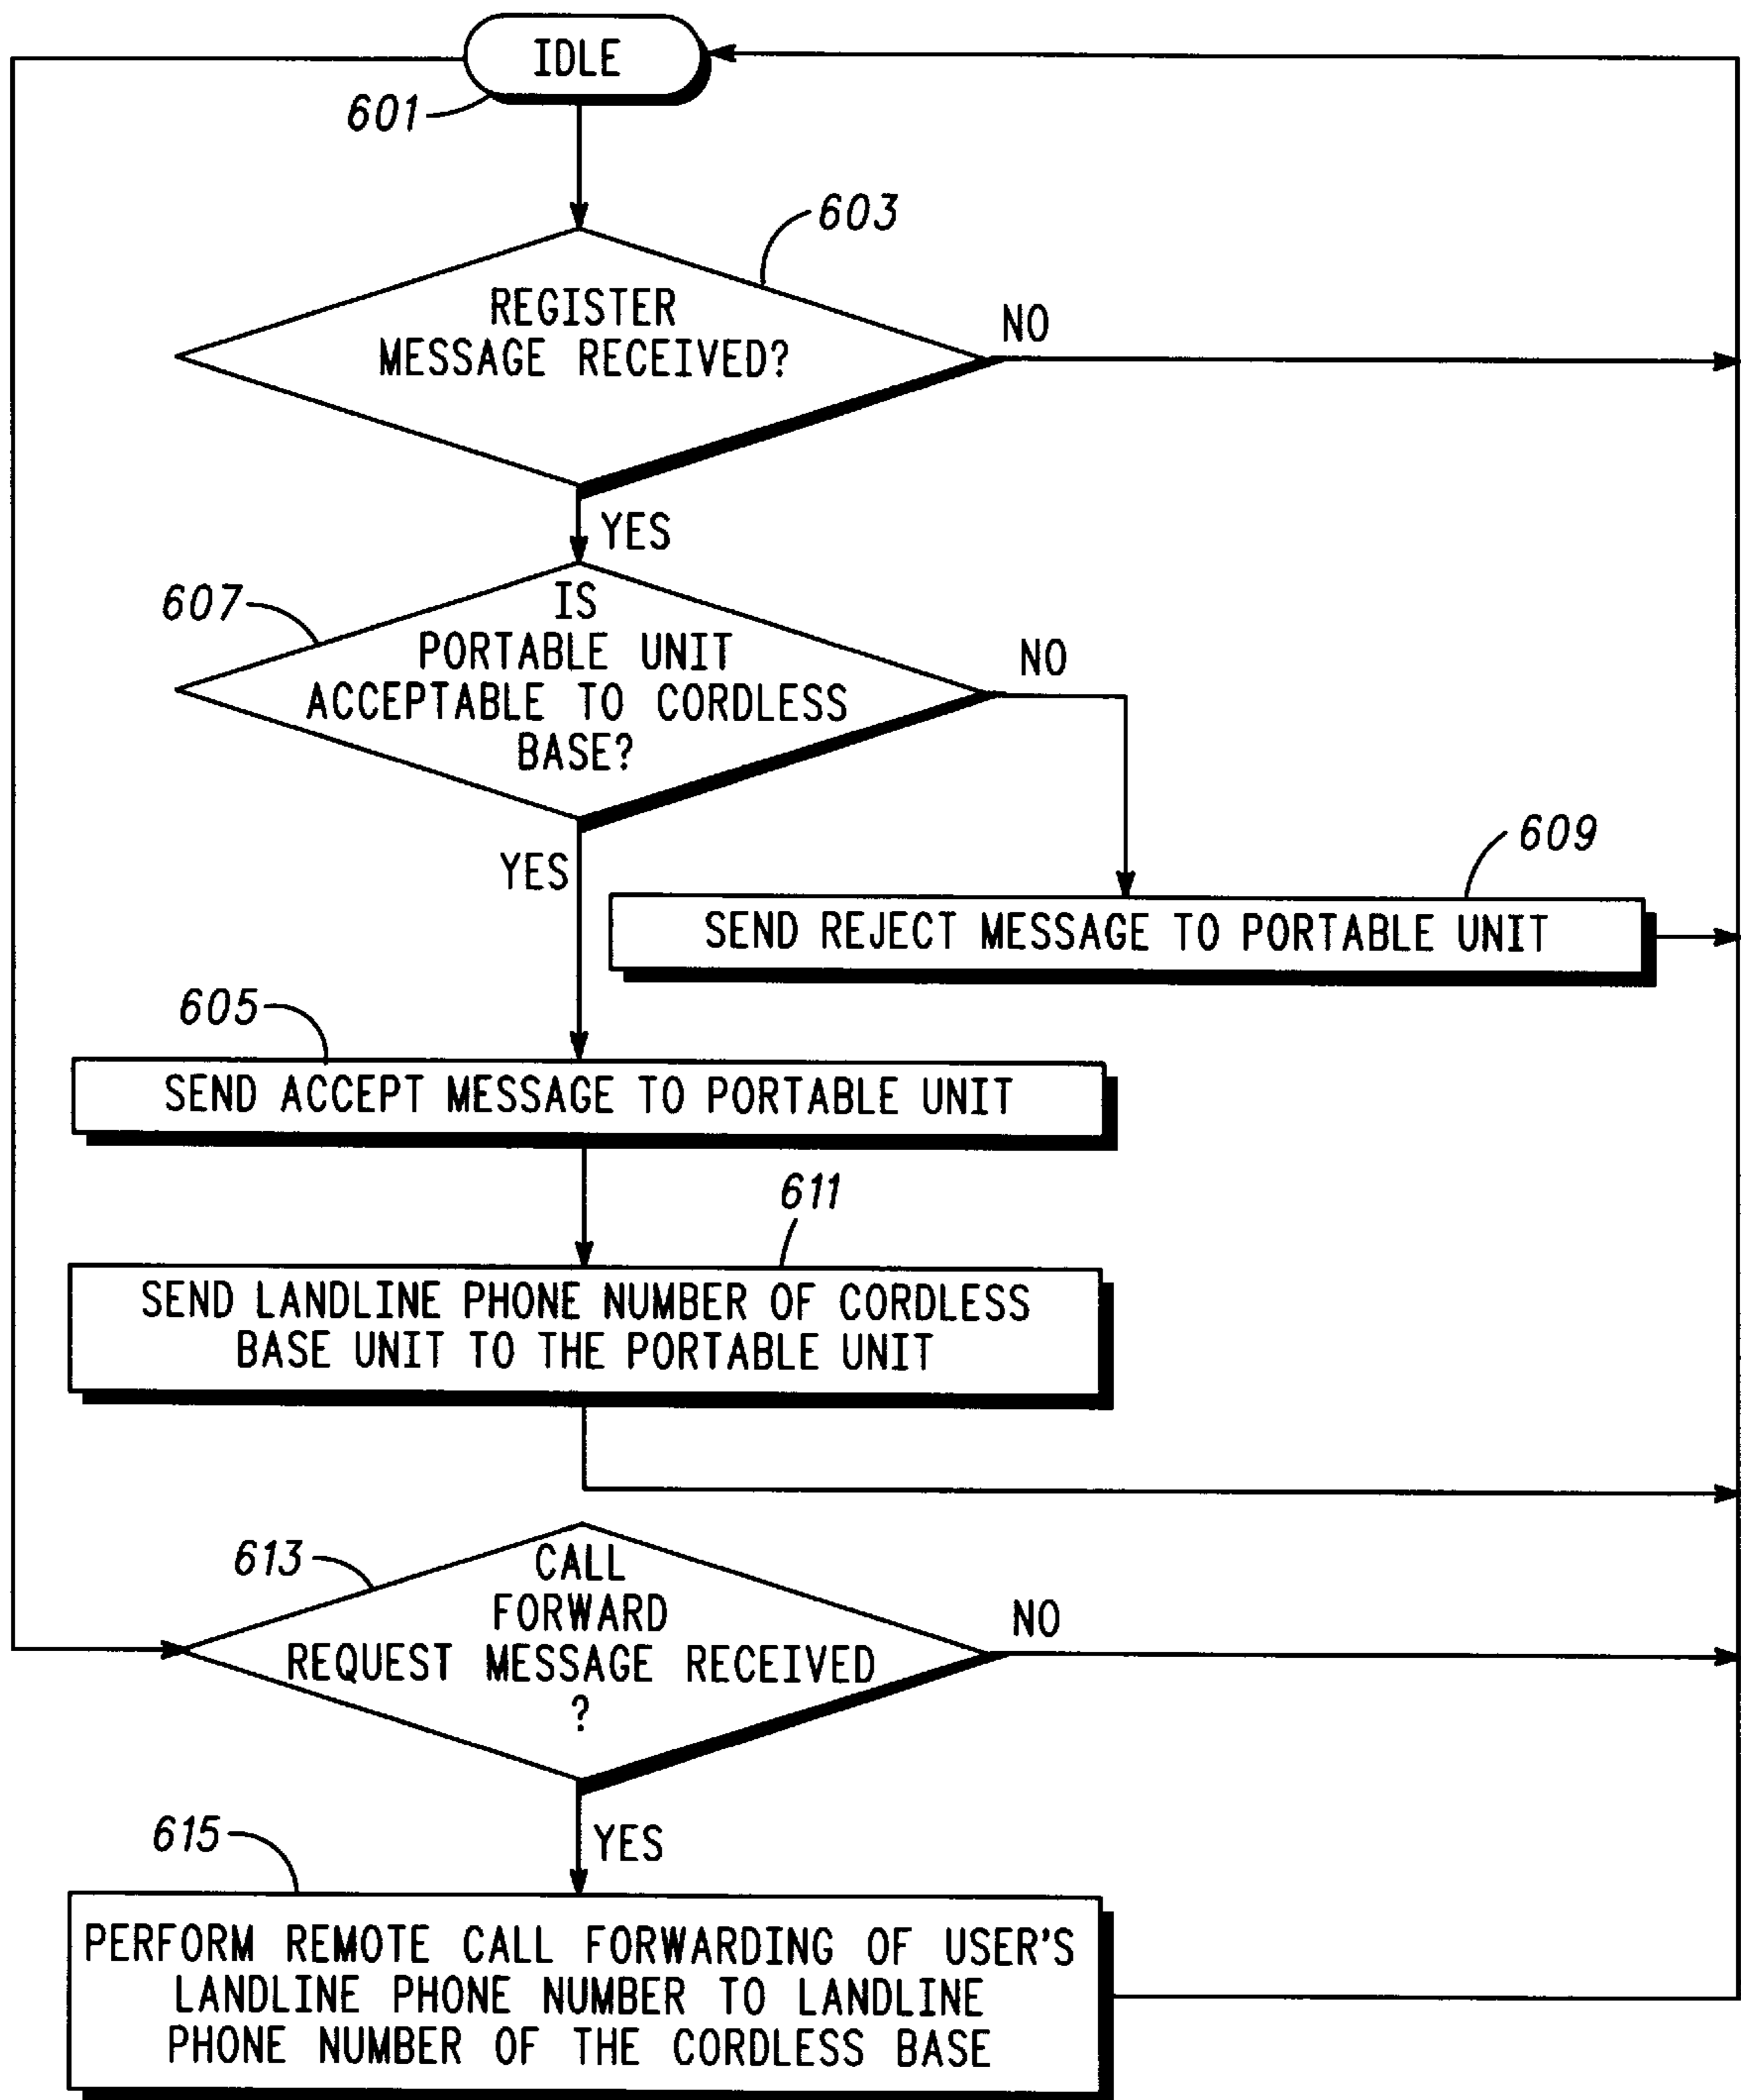 IDLE
601
603
REGISTER
MESSAGE RECEIVED?
NO
YES
607
IS
PORTABLE UNIT
ACCEPTABLE TO CORDLESS
BASE?
NO
YES
609
SEND REJECT MESSAGE TO PORTABLE UNIT
605
SEND ACCEPT MESSAGE TO PORTABLE UNIT
611
SEND LANDLINE PHONE NUMBER OF CORDLESS
BASE UNIT TO THE PORTABLE UNIT
613
CALL
FORWARD
REQUEST MESSAGE RECEIVED
?
NO
YES
615
PERFORM REMOTE CALL FORWARDING OF USER'S
LANDLINE PHONE NUMBER TO LANDLINE
PHONE NUMBER OF THE CORDLESS BASE